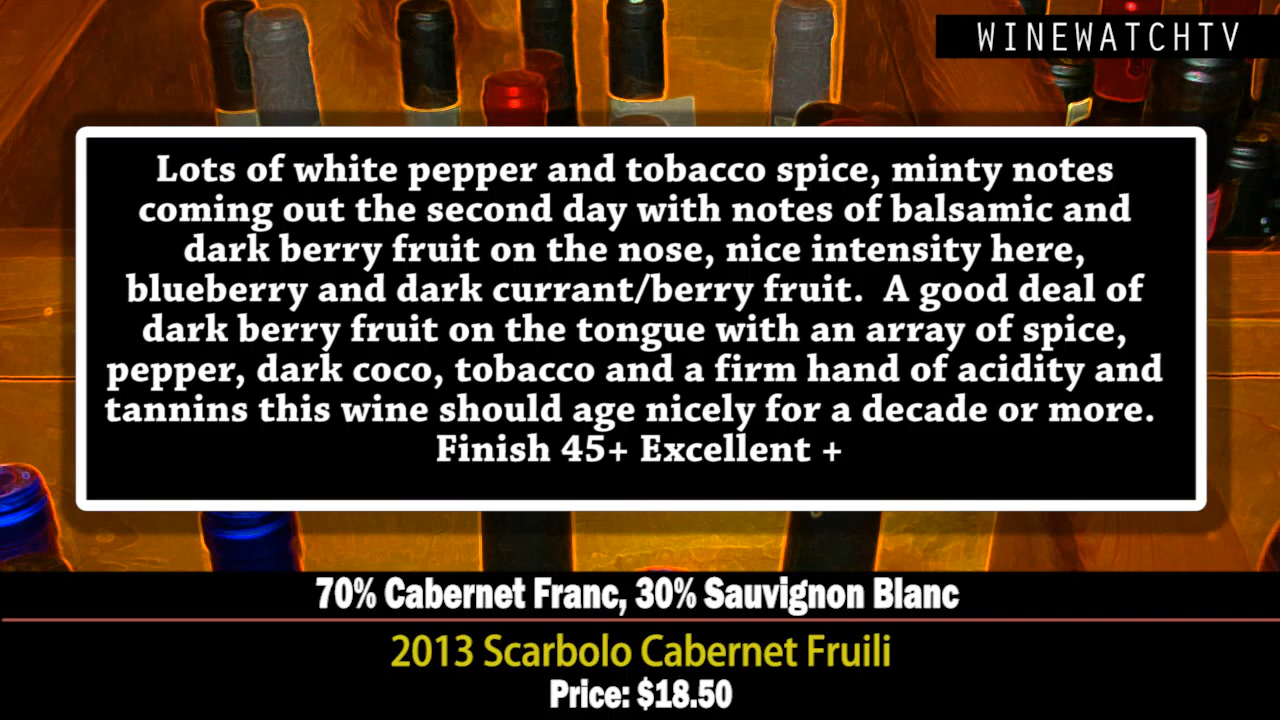 WINEWATCHTV
Lots of white pepper and tobacco spice, minty notes
coming out the second day with notes of balsamic and
dark berry fruit on the nose, nice intensity here,
blueberry and dark currant/berry fruit.  A good deal of
dark berry fruit on the tongue with an array of spice,
pepper, dark coco, tobacco and a firm hand of acidity and
tannins this wine should age nicely for a decade or more.
Finish 45+ Excellent +
70% Cabernet Franc, 30% Sauvignon Blanc
2013 Scarbolo Cabernet Fruili
Price: $18.50